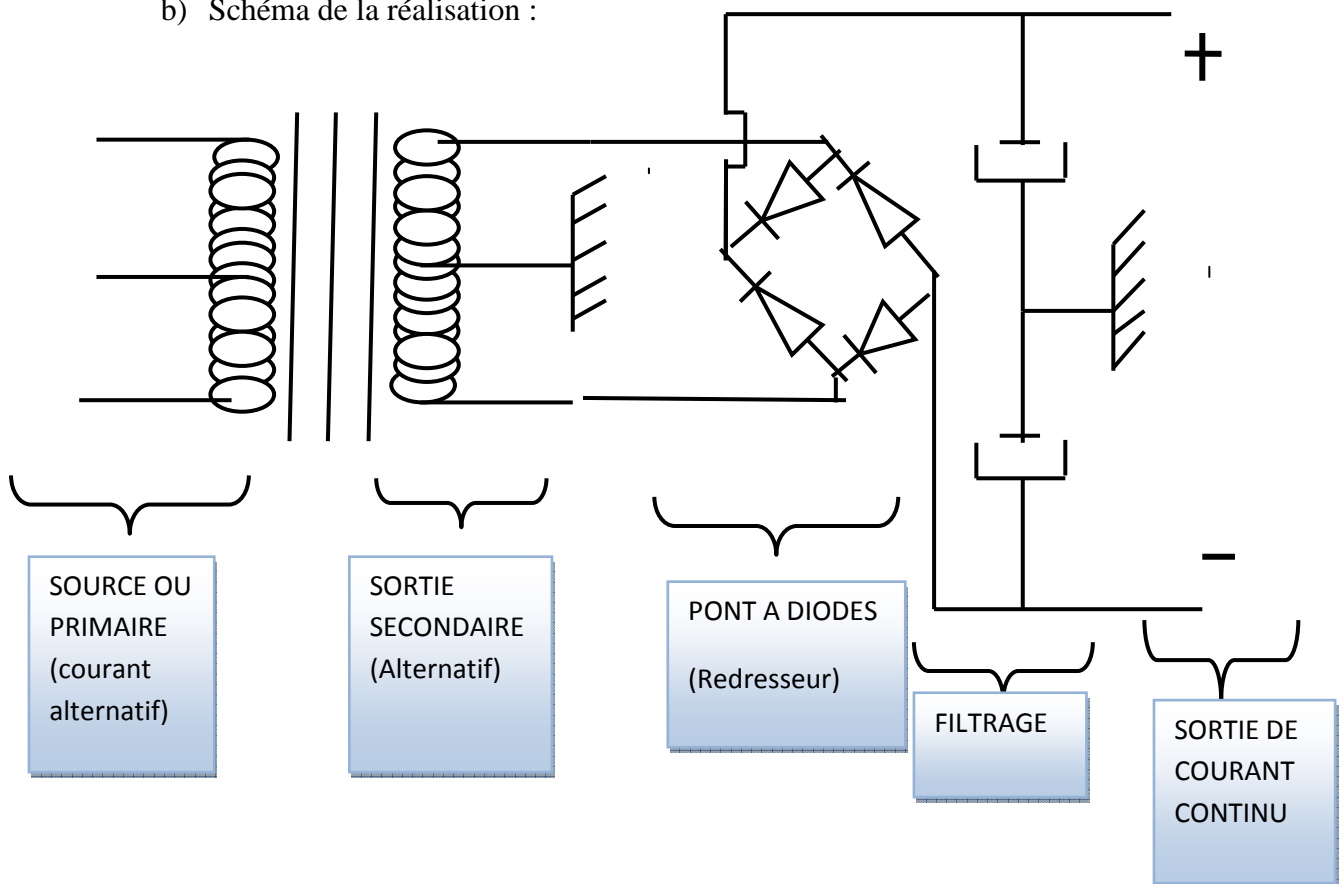 b) Schéma de la réalisation :
+
−
SOURCE OU
PRIMAIRE
(courant
alternatif)
SORTIE
SECONDAIRE
(Alternatif)
PONT A DIODES
(Redresseur)
FILTRAGE
SORTIE DE
COURANT
CONTINU